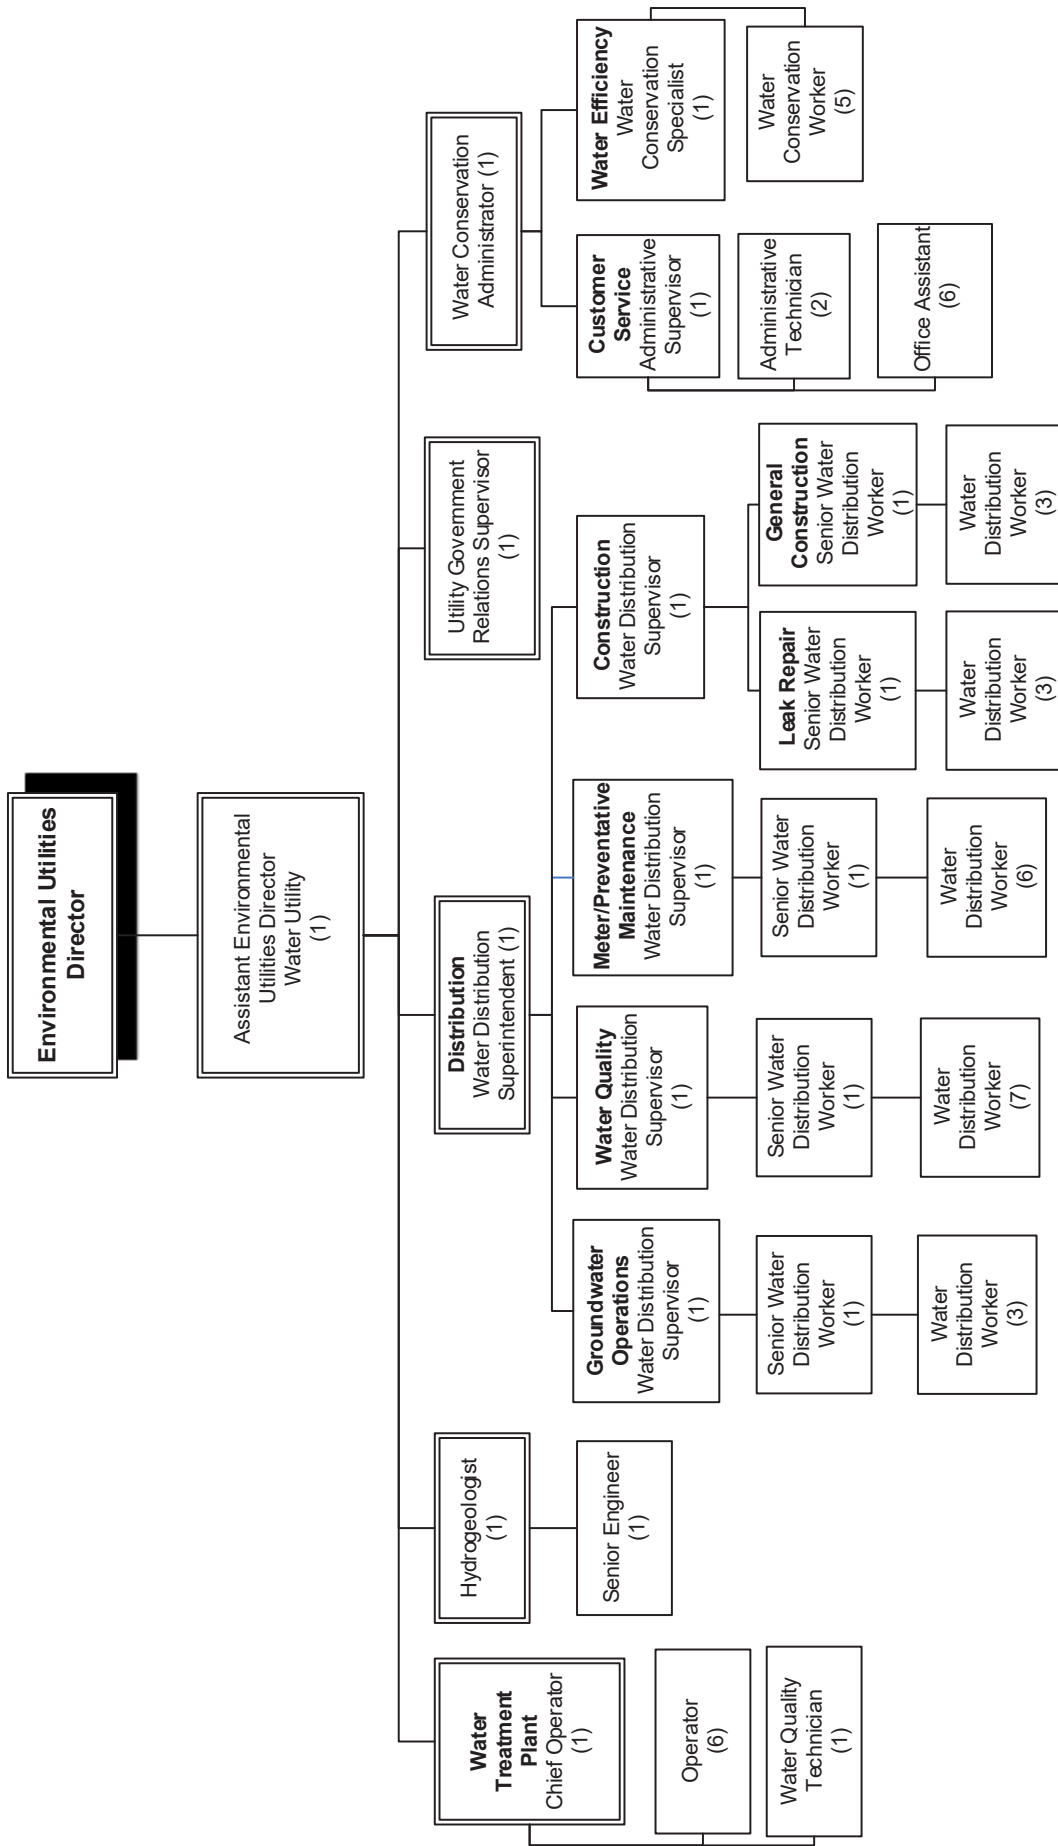 Environmental Utilities
Director
Assistant Environmental
Utilities Director
Water Utility
(1)
Water
Treatment
Plant
Chief Operator
(1)
Operator
(6)
Water Quality
Technician
(1)
Hydrogeologist
(1)
Senior Engineer
(1)
Distribution
Water Distribution
Superintendent (1)
Groundwater
Operations
Water Distribution
Supervisor
(1)
Senior Water
Distribution
Worker
(1)
Water
Distribution
Worker
(3)
Water Quality
Water Distribution
Supervisor
(1)
Senior Water
Distribution
Worker
(1)
Water
Distribution
Worker
(7)
Meter/Preventative
Maintenance
Water Distribution
Supervisor
(1)
Senior Water
Distribution
Worker
(1)
Water
Distribution
Worker
(6)
Construction
Water Distribution
Supervisor
(1)
Leak Repair
Senior Water
Distribution
Worker
(1)
Water
Distribution
Worker
(3)
General
Construction
Senior Water
Distribution
Worker
(1)
Water
Distribution
Worker
(3)
Utility Government
Relations Supervisor
(1)
Water Conservation
Administrator (1)
Customer
Service
Administrative
Supervisor
(1)
Administrative
Technician
(2)
Office Assistant
(6)
Water Efficiency
Water
Conservation
Specialist
(1)
Water
Conservation
Worker
(5)